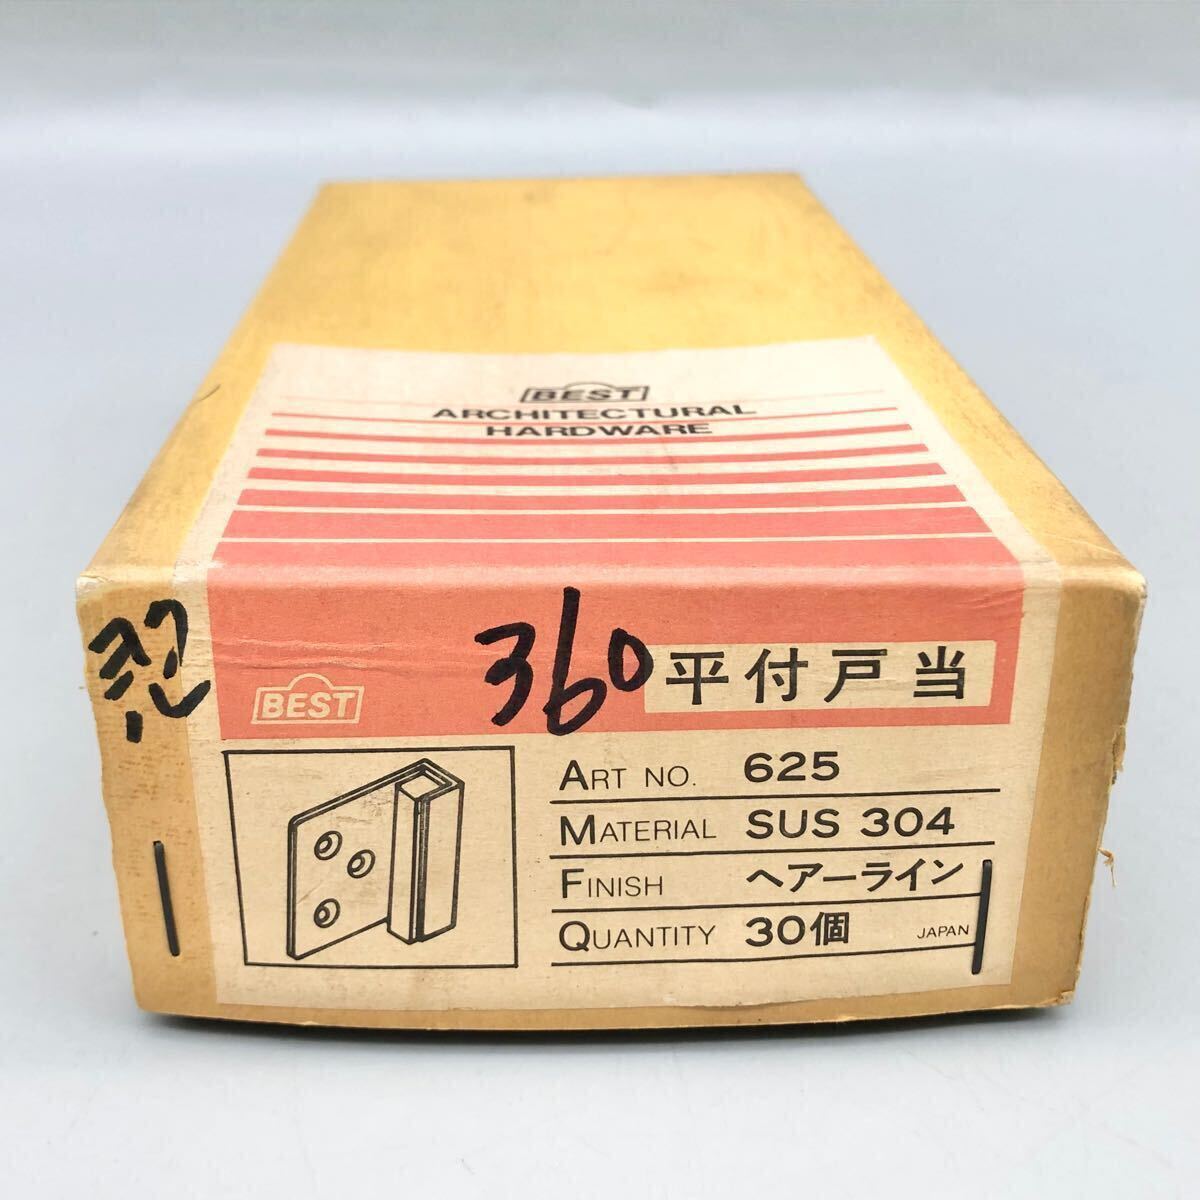 BEST
ARCHITECTURAL
HARDWARE
360 平付戸当
BEST
ART NO. 625
MATERIAL SUS 304
FINISH ヘアーライン
QUANTITY 30個 JAPAN